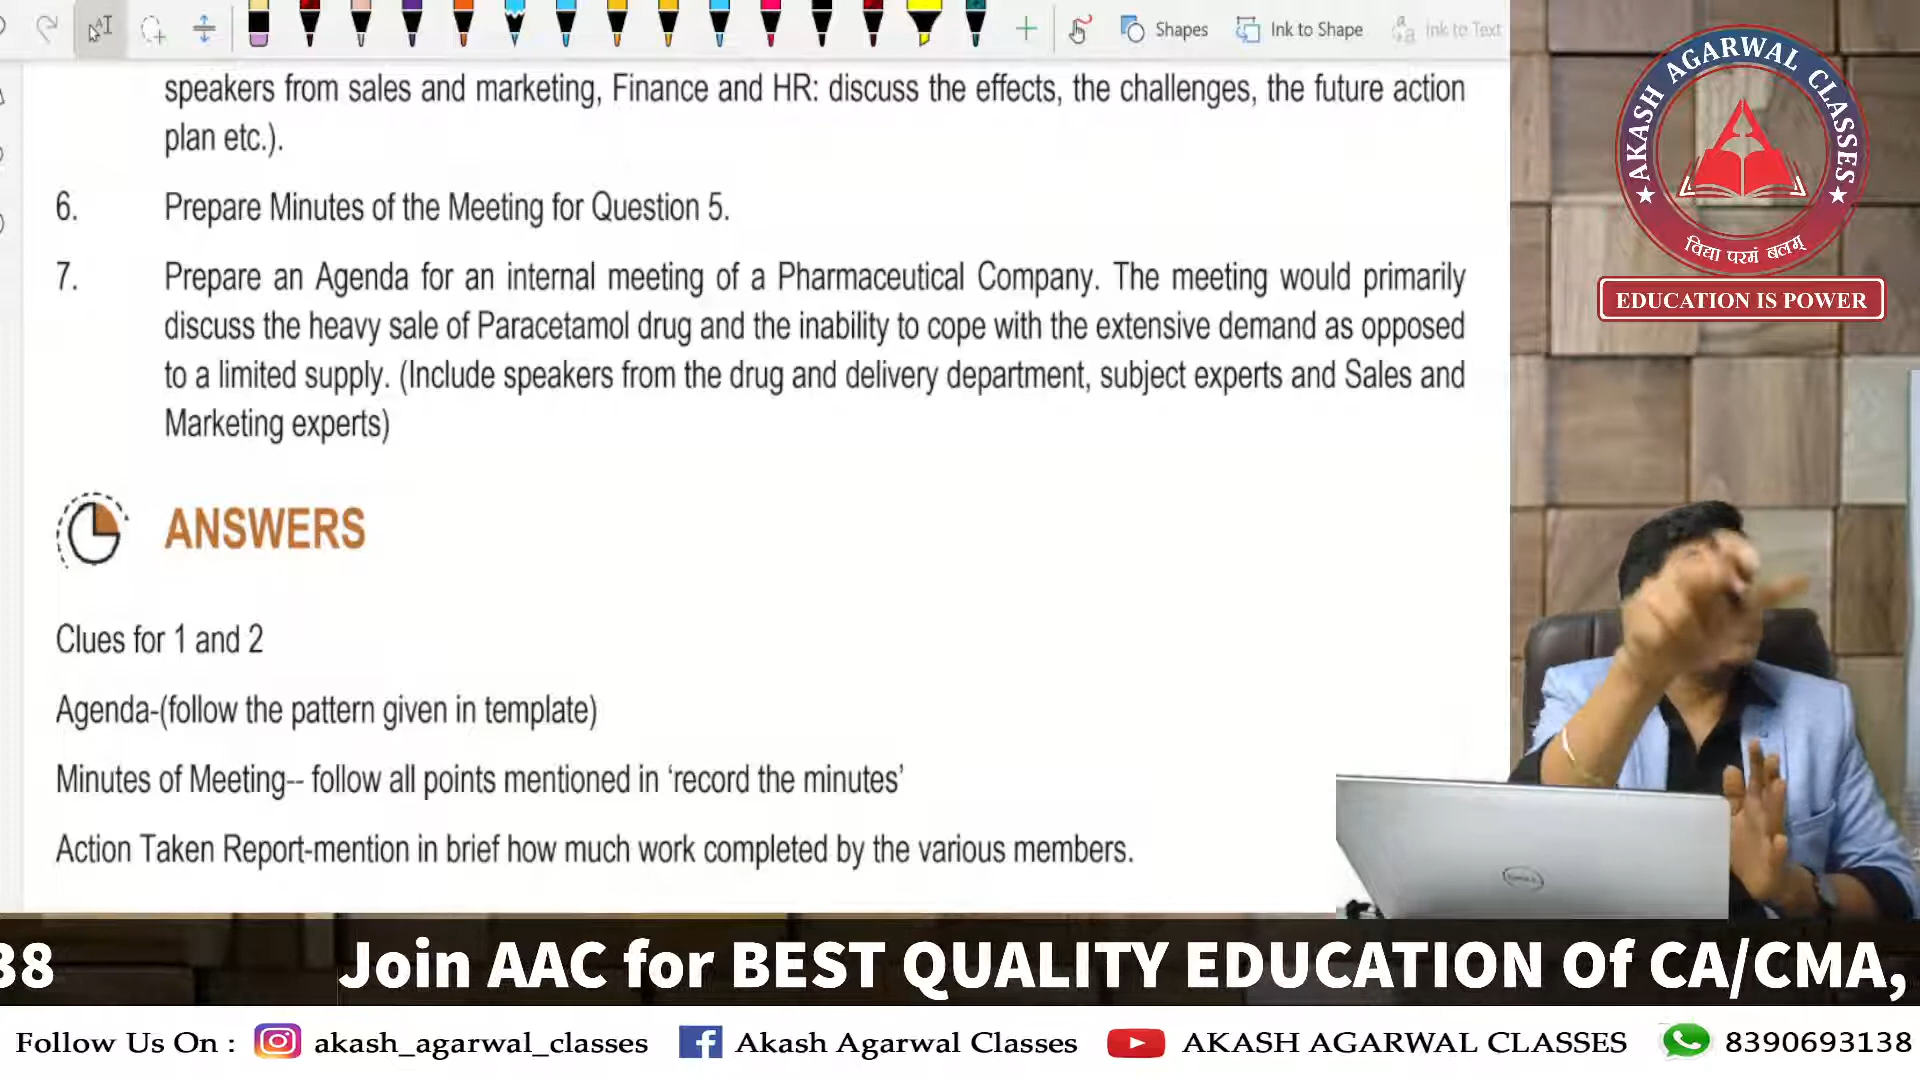 Shapes
Ink to Shape
Ink to Text
speakers from sales and marketing, Finance and HR: discuss the effects, the challenges, the future action
plan etc.).
6. Prepare Minutes of the Meeting for Question 5.
7. Prepare an Agenda for an internal meeting of a Pharmaceutical Company. The meeting would primarily
discuss the heavy sale of Paracetamol drug and the inability to cope with the extensive demand as opposed
to a limited supply. (Include speakers from the drug and delivery department, subject experts and Sales and
Marketing experts)
ANSWERS
Clues for 1 and 2
Agenda-(follow the pattern given in template)
Minutes of Meeting-- follow all points mentioned in ‘record the minutes’
Action Taken Report-mention in brief how much work completed by the various members.
AKASH AGARWAL CLASSES
विद्या परमं बलम्
EDUCATION IS POWER
DELL
38 Join AAC for BEST QUALITY EDUCATION Of CA/CMA,
Follow Us On : akash_agarwal_classes Akash Agarwal Classes AKASH AGARWAL CLASSES 8390693138